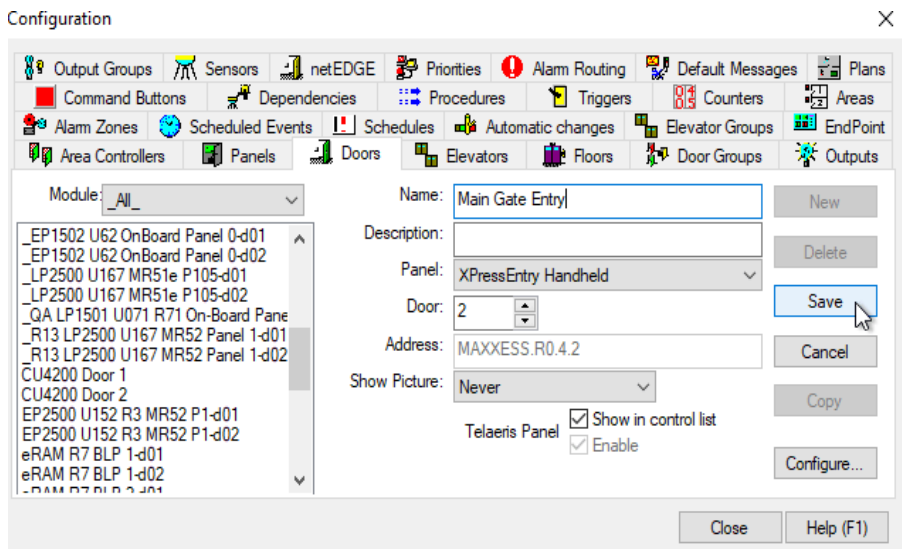 Configuration
Output Groups Sensors netEDGE Priorities Alarm Routing Default Messages Plans
Command Buttons Dependencies Procedures Triggers Counters Areas
Alarm Zones Scheduled Events Schedules Automatic changes Elevator Groups EndPoint
Area Controllers Panels Doors Elevators Floors Door Groups Outputs
Module: _All_
_EP1502 U62 OnBoard Panel 0-d01
_EP1502 U62 OnBoard Panel 0-d02
_LP2500 U167 MR51e P105-d01
_LP2500 U167 MR51e P105-d02
_QA LP1501 U071 R71 On-Board Pane
_R13 LP2500 U167 MR52 Panel 1-d01
_R13 LP2500 U167 MR52 Panel 1-d02
CU4200 Door 1
CU4200 Door 2
EP2500 U152 R3 MR52 P1-d01
EP2500 U152 R3 MR52 P1-d02
eRAM R7 BLP 1-d01
eRAM R7 BLP 1-d02
Name: Main Gate Entry
Description:
Panel: XPressEntry Handheld
Door: 2
Address: MAXXESS.R0.4.2
Show Picture: Never
Telaeris Panel
Show in control list
Enable
New
Delete
Save
Cancel
Copy
Configure...
Close Help (F1)